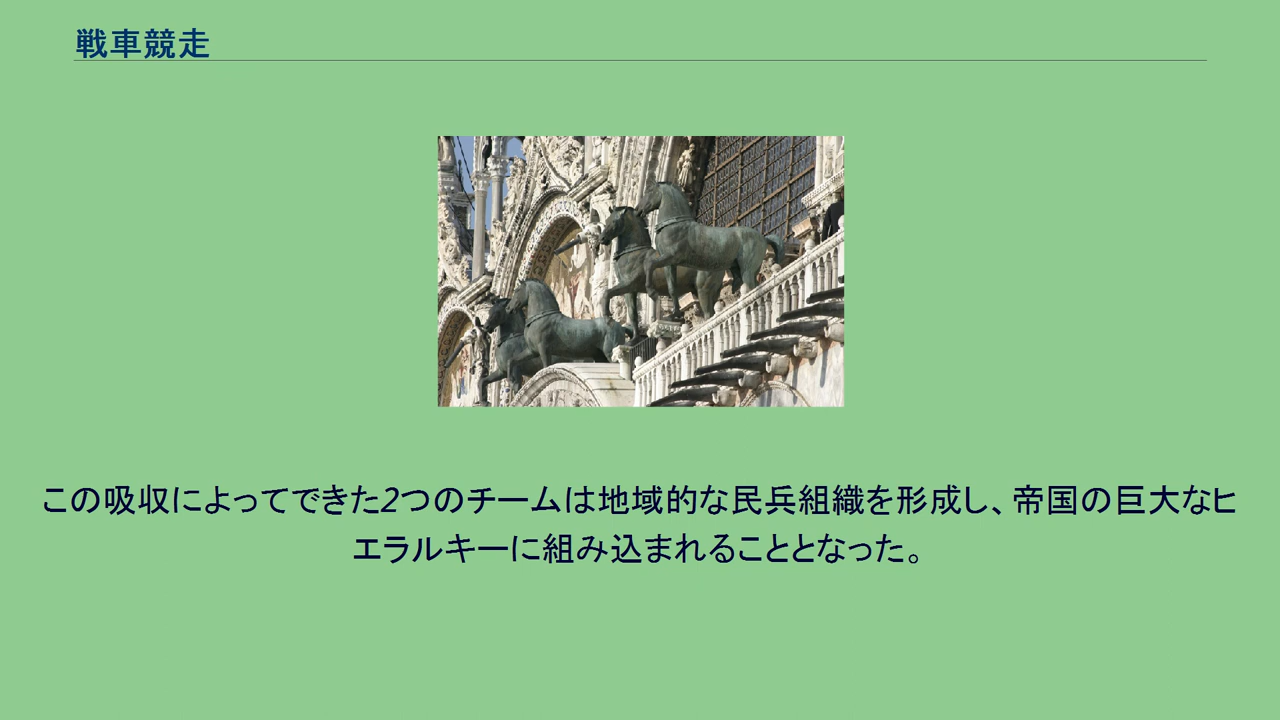 戦車競走
この吸収によってできた2つのチームは地域的な民兵組織を形成し、帝国の巨大なヒ
エラルキーに組み込まれることとなった。